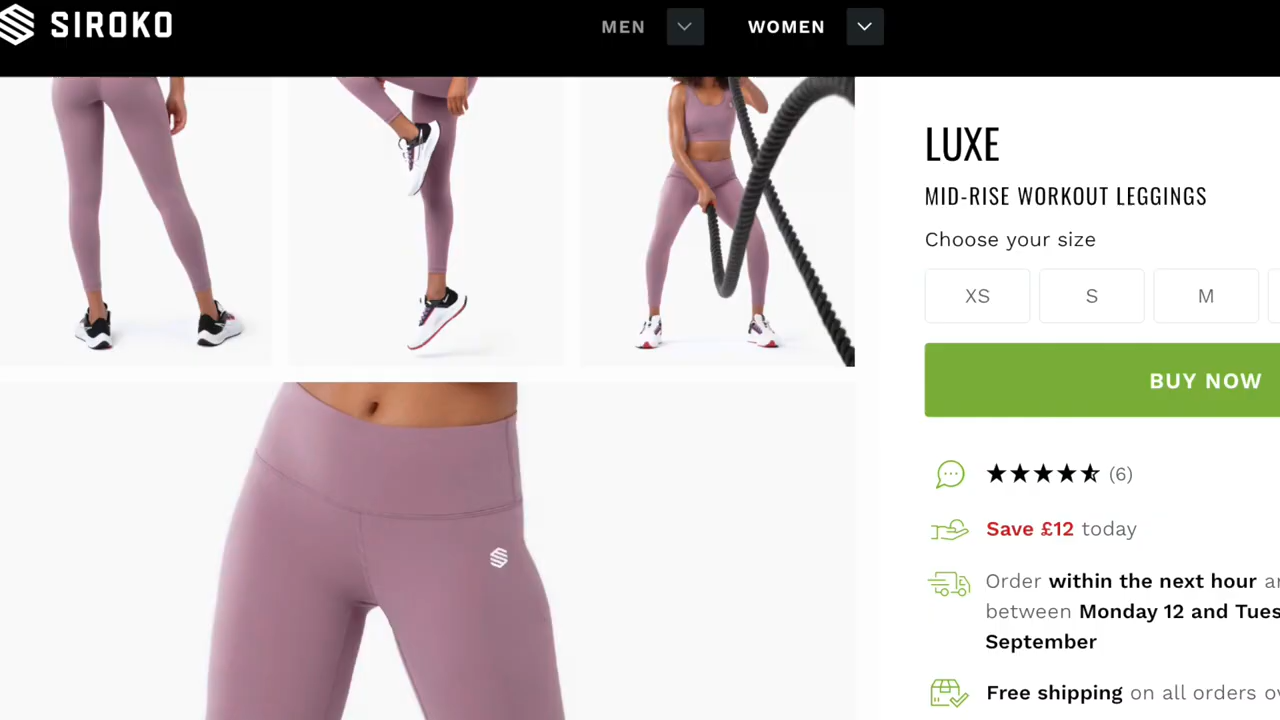 SIROKO
MEN
WOMEN
LUXE
MID-RISE WORKOUT LEGGINGS
Choose your size
XS
S
M
BUY NOW
(6)
Save £12 today
Order within the next hour
between Monday 12 and
September
Free shipping on all orders